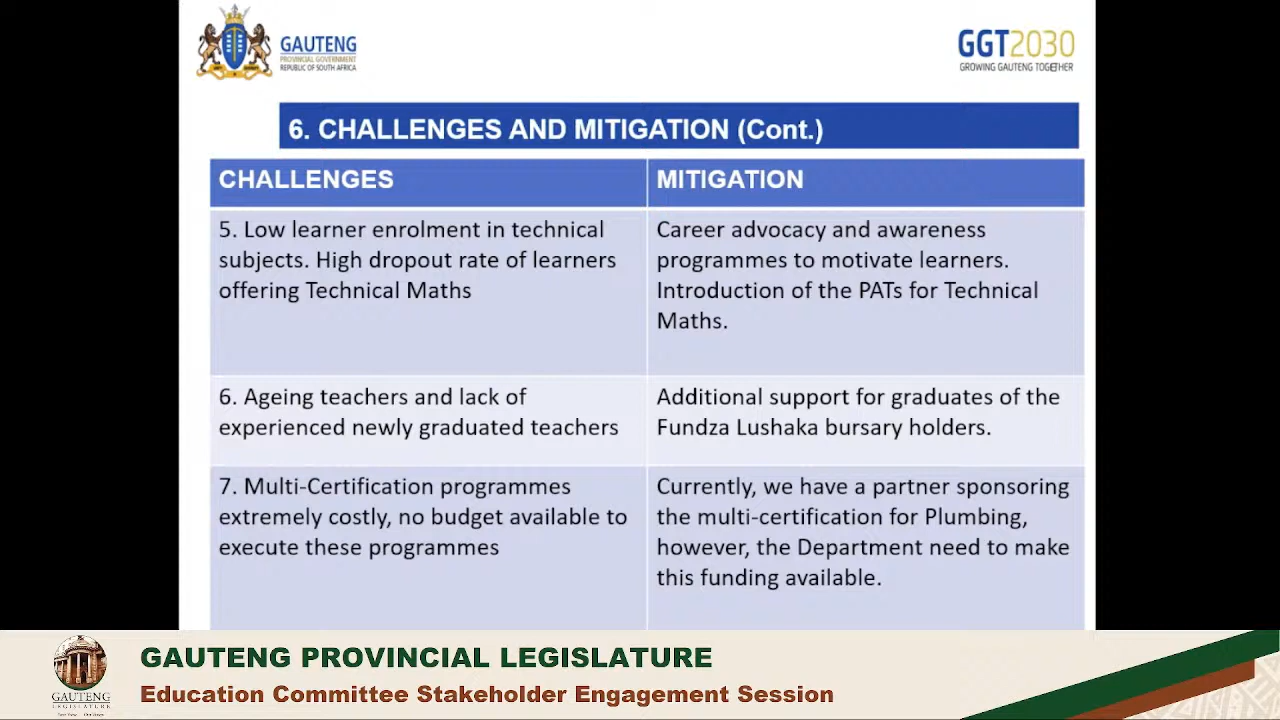 GAUTENG
PROVINCIAL GOVERNMENT
REPUBLIC OF SOUTH AFRICA
GGT2030
GROWING GAUTENG TOGETHER
6. CHALLENGES AND MITIGATION (Cont.)
CHALLENGES
MITIGATION
5. Low learner enrolment in technical
subjects. High dropout rate of learners
offering Technical Maths
Career advocacy and awareness
programmes to motivate learners.
Introduction of the PATs for Technical
Maths.
6. Ageing teachers and lack of
experienced newly graduated teachers
Additional support for graduates of the
Fundza Lushaka bursary holders.
7. Multi-Certification programmes
extremely costly, no budget available to
execute these programmes
Currently, we have a partner sponsoring
the multi-certification for Plumbing,
however, the Department need to make
this funding available.
GAUTENG
LEGISLATURE
GAUTENG PROVINCIAL LEGISLATURE
Education Committee Stakeholder Engagement Session